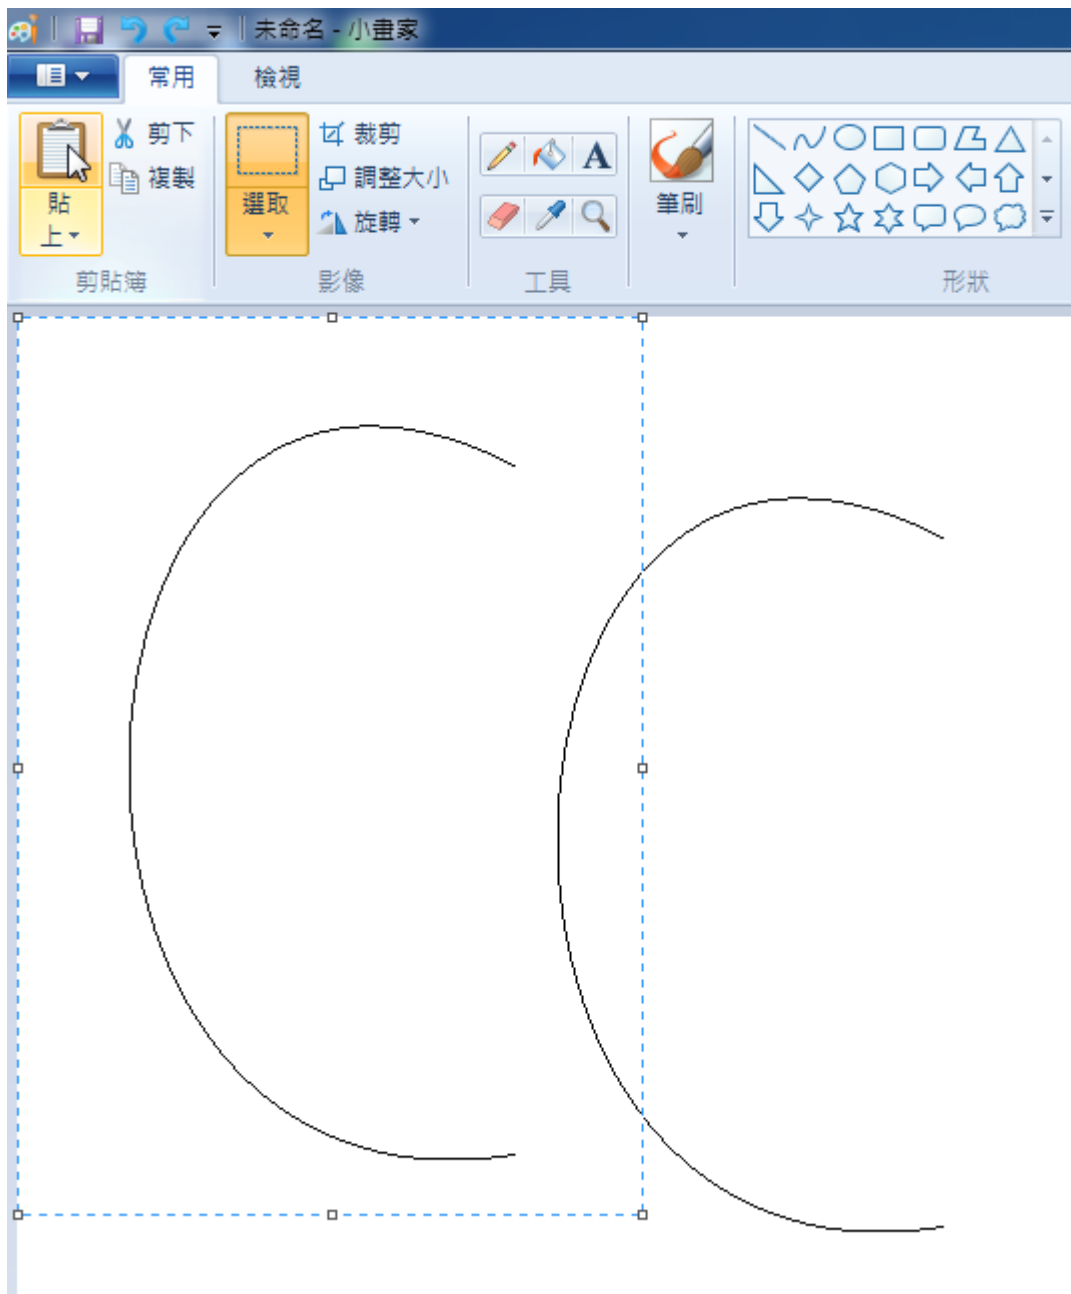 未命名 - 小畫家
常用 檢視
貼上
剪下
複製
剪貼簿
選取
裁剪
調整大小
旋轉
影像
A
工具
筆刷
形狀